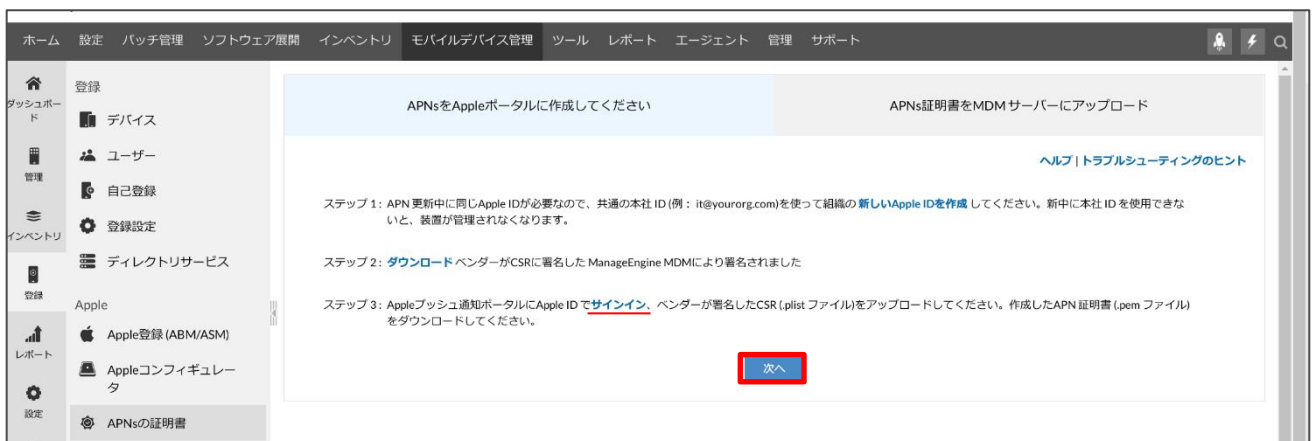 ホーム 設定 パッチ管理 ソフトウェア展開 インベントリ モバイルデバイス管理 ツール レポート エージェント 管理 サポート
ダッシュボー
ド
管理
インベントリ
登録
レポート
設定
登録
デバイス
ユーザー
自己登録
登録設定
ディレクトリサービス
Apple
Apple登録 (ABM/ASM)
Appleコンフィギュレー
タ
APNsの証明書
APNsをAppleポータルに作成してください
APNs証明書をMDM サーバーにアップロード
ヘルプ | トラブルシューティングのヒント
ステップ 1 : APN 更新中に同じApple IDが必要なので、共通の本社 ID (例： it@yourorg.com)を使って組織の 新しいApple IDを作成 してください。新中に本社 ID を使用できな
いと、装置が管理されなくなります。
ステップ 2 : ダウンロード ベンダーがCSRに署名した ManageEngine MDMにより署名されました
ステップ 3 : Appleプッシュ通知ポータルにApple ID でサインイン、ベンダーが署名したCSR (.plist ファイル)をアップロードしてください。作成したAPN 証明書 (.pem ファイル)
をダウンロードしてください。
次へ